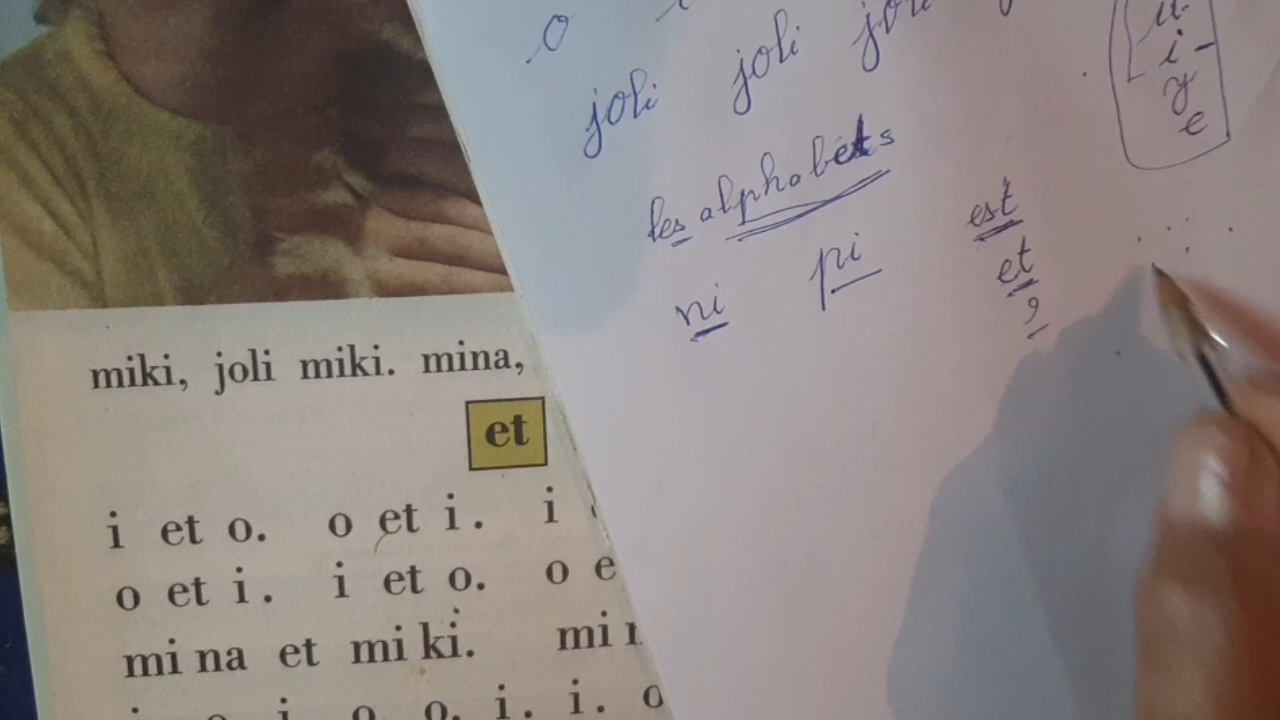 miki, joli miki. mina,
et
i et o. o et i. i
o et i. i et o. o e
mi na et mi ki. mi
i. o. o. i. i. o
o
joli joli
les alphabets
ni pi
est
et
,
u
i -
y
e